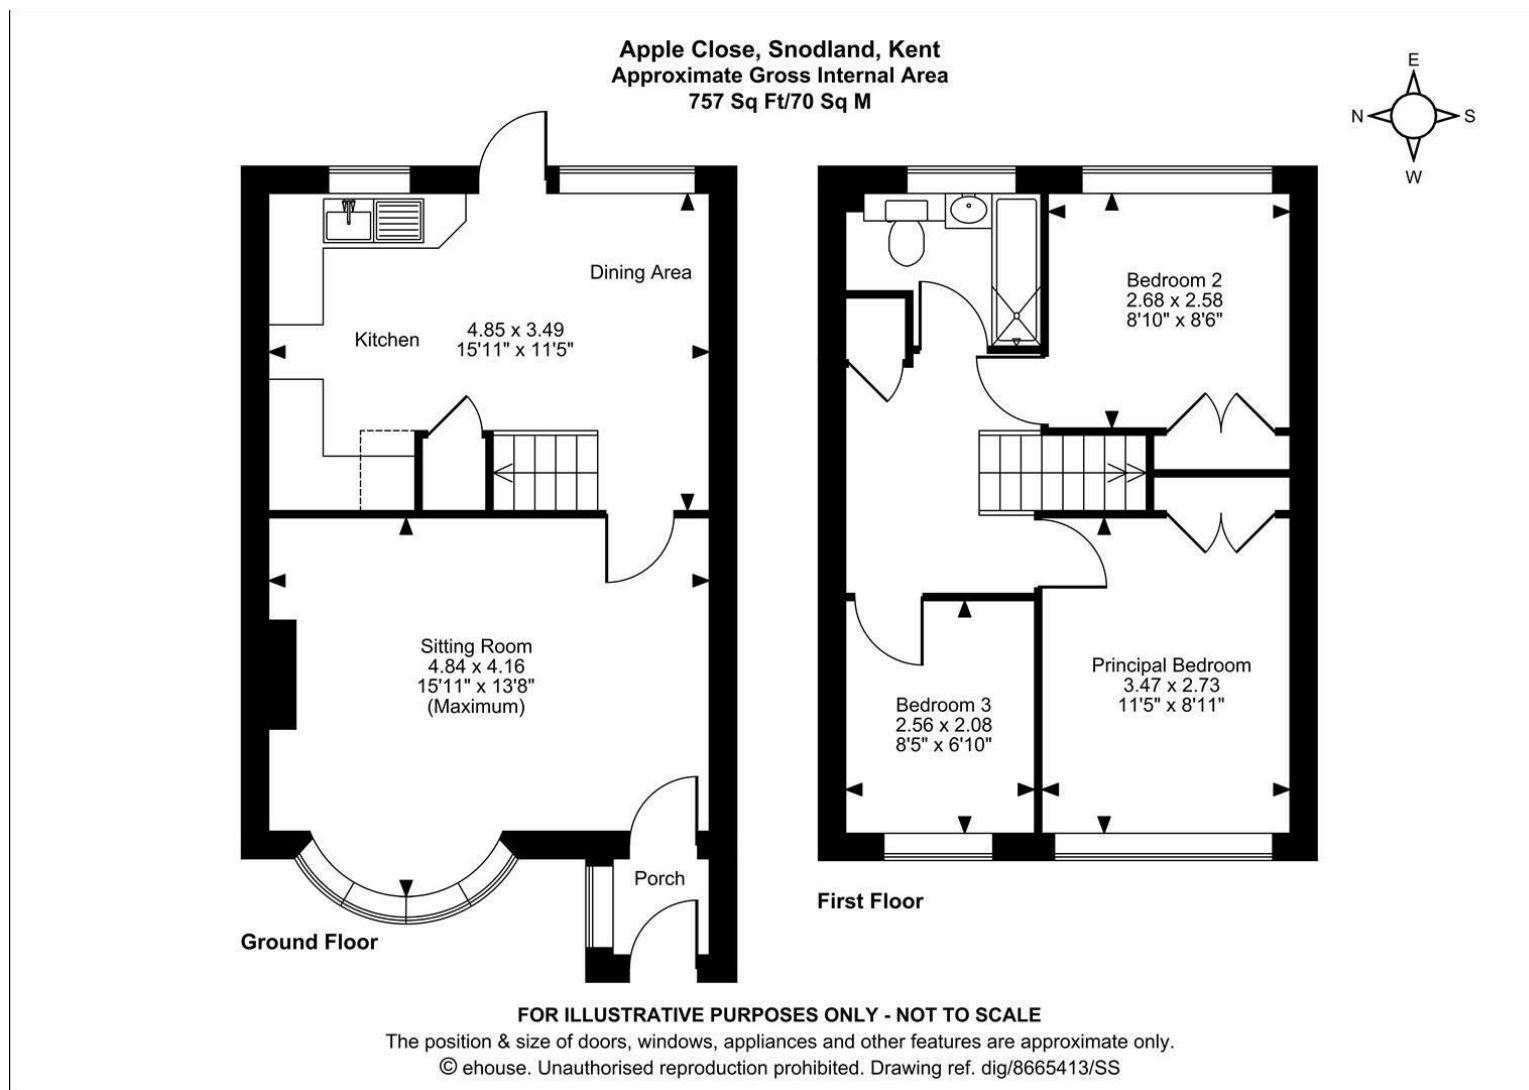 Apple Close, Snodland, Kent
Approximate Gross Internal Area
757 Sq Ft/70 Sq M
E
N
S
W
Dining Area
Kitchen
4.85 x 3.49
15'11" x 11'5"
Sitting Room
4.84 x 4.16
15'11" x 13'8"
(Maximum)
Porch
Ground Floor
Bedroom 2
2.68 x 2.58
8'10" x 8'6"
Principal Bedroom
3.47 x 2.73
11'5" x 8'11"
Bedroom 3
2.56 x 2.08
8'5" x 6'10"
First Floor
FOR ILLUSTRATIVE PURPOSES ONLY - NOT TO SCALE
The position & size of doors, windows, appliances and other features are approximate only.
© ehouse. Unauthorised reproduction prohibited. Drawing ref. dig/8665413/SS